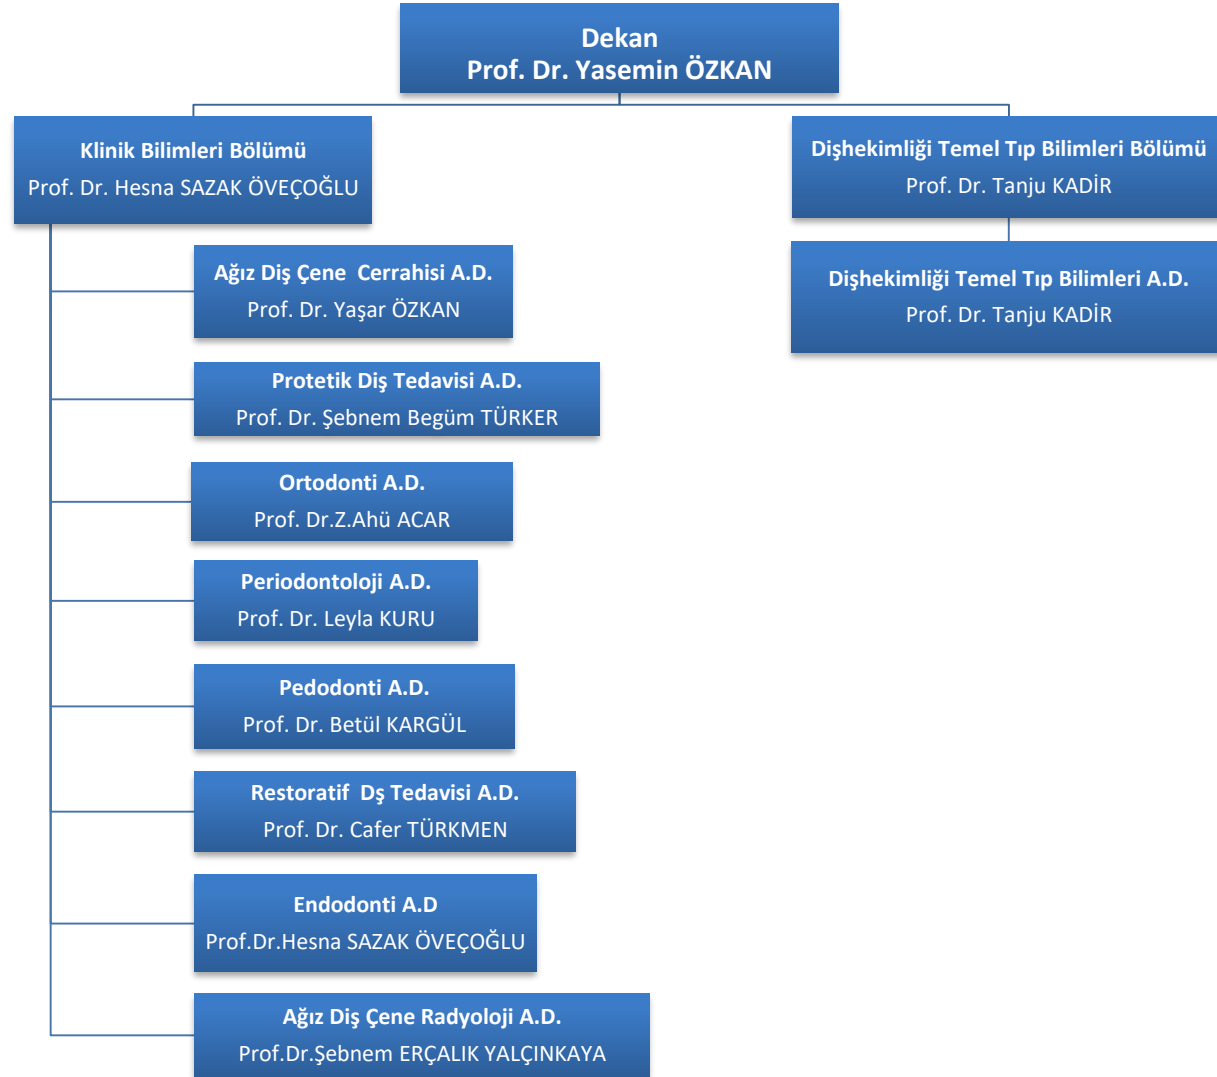 Dekan
Prof. Dr. Yasemin ÖZKAN
Klinik Bilimleri Bölümü
Prof. Dr. Hesna SAZAK ÖVEÇOĞLU
Dişhekimliği Temel Tıp Bilimleri Bölümü
Prof. Dr. Tanju KADİR
Ağız Diş Çene  Cerrahisi A.D.
Prof. Dr. Yaşar ÖZKAN
Dişhekimliği Temel Tıp Bilimleri A.D.
Prof. Dr. Tanju KADİR
Protetik Diş Tedavisi A.D.
Prof. Dr. Şebnem Begüm TÜRKER
Ortodonti A.D.
Prof. Dr.Z.Ahü ACAR
Periodontoloji A.D.
Prof. Dr. Leyla KURU
Pedodonti A.D.
Prof. Dr. Betül KARGÜL
Restoratif  Dş Tedavisi A.D.
Prof. Dr. Cafer TÜRKMEN
Endodonti A.D
Prof.Dr.Hesna SAZAK ÖVEÇOĞLU
Ağız Diş Çene Radyoloji A.D.
Prof.Dr.Şebnem ERÇALIK YALÇINKAYA